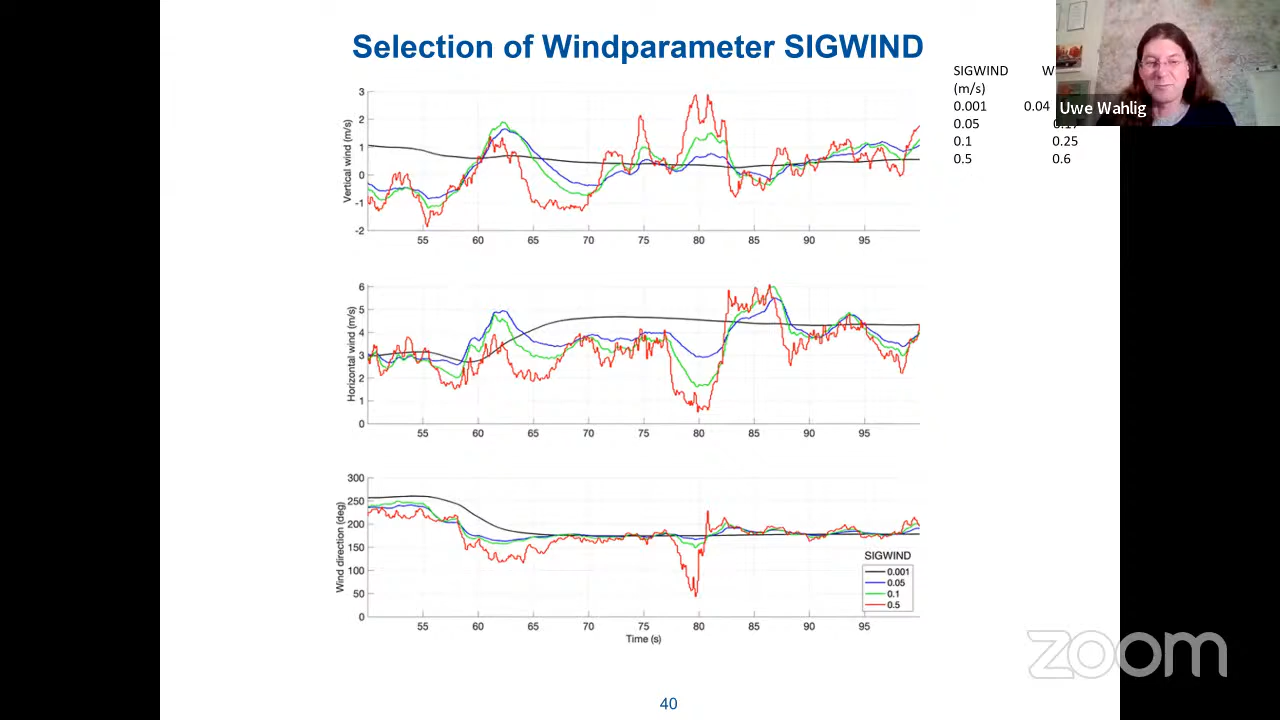 Selection of Windparameter SIGWIND
SIGWIND W
(m/s)
0.001 0.04
0.05
0.1 0.25
0.5 0.6
Uwe Wahlig
Vertical wind (m/s)
3
2
1
0
-1
-2
55 60 65 70 75 80 85 90 95
Horizontal wind (m/s)
6
5
4
3
2
1
0
55 60 65 70 75 80 85 90 95
Wind direction (deg)
300
250
200
150
100
50
0
55 60 65 70 75 80 85 90 95
Time (s)
SIGWIND
0.001
0.05
0.1
0.5
zoom
40